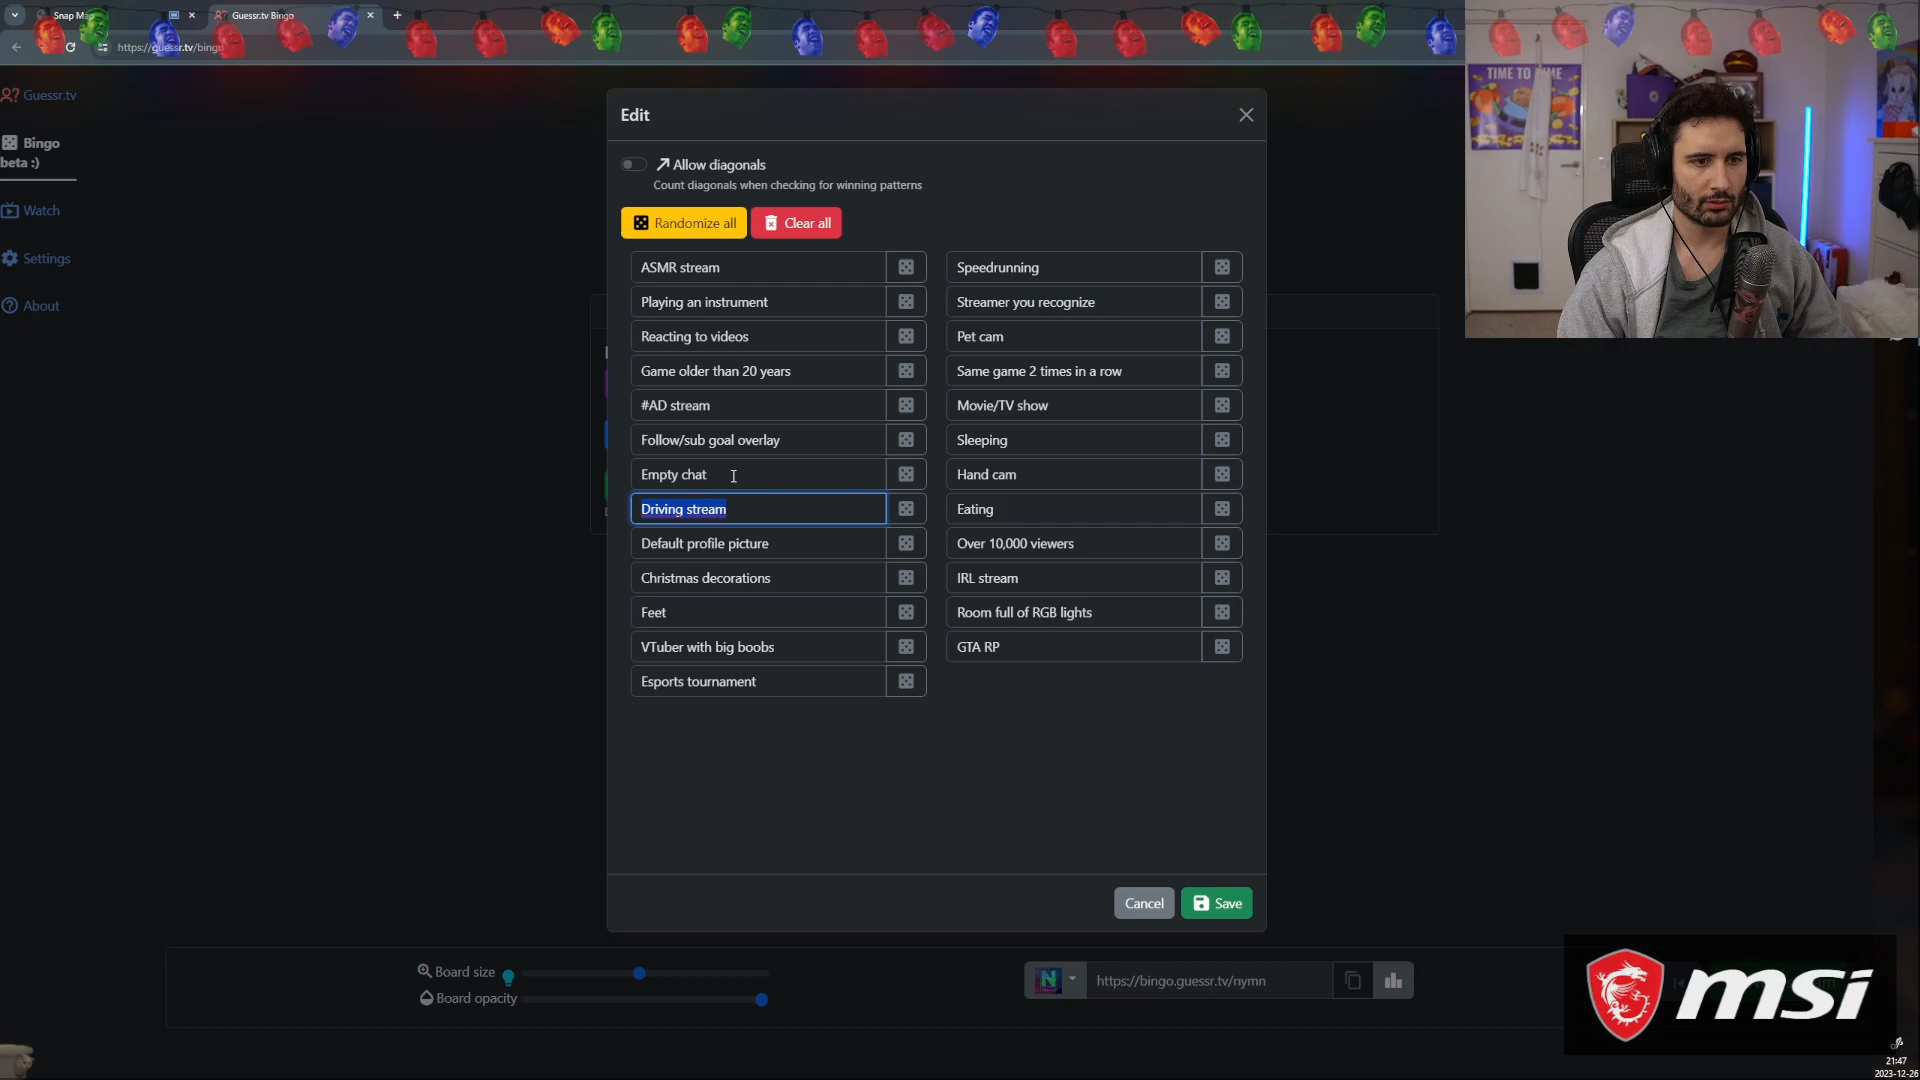 Snap Map
Guessr.tv Bingo
https://guessr.tv/bingo
Guessr.tv
Bingo
beta :)
Watch
Settings
About
Edit
Allow diagonals
Count diagonals when checking for winning patterns
Randomize all
Clear all
ASMR stream
Playing an instrument
Reacting to videos
Game older than 20 years
#AD stream
Follow/sub goal overlay
Empty chat
Driving stream
Default profile picture
Christmas decorations
Feet
VTuber with big boobs
Esports tournament
Speedrunning
Streamer you recognize
Pet cam
Same game 2 times in a row
Movie/TV show
Sleeping
Hand cam
Eating
Over 10,000 viewers
IRL stream
Room full of RGB lights
GTA RP
Cancel
Save
Board size
Board opacity
N
https://bingo.guessr.tv/nymn
msi
21:47
2023-12-26